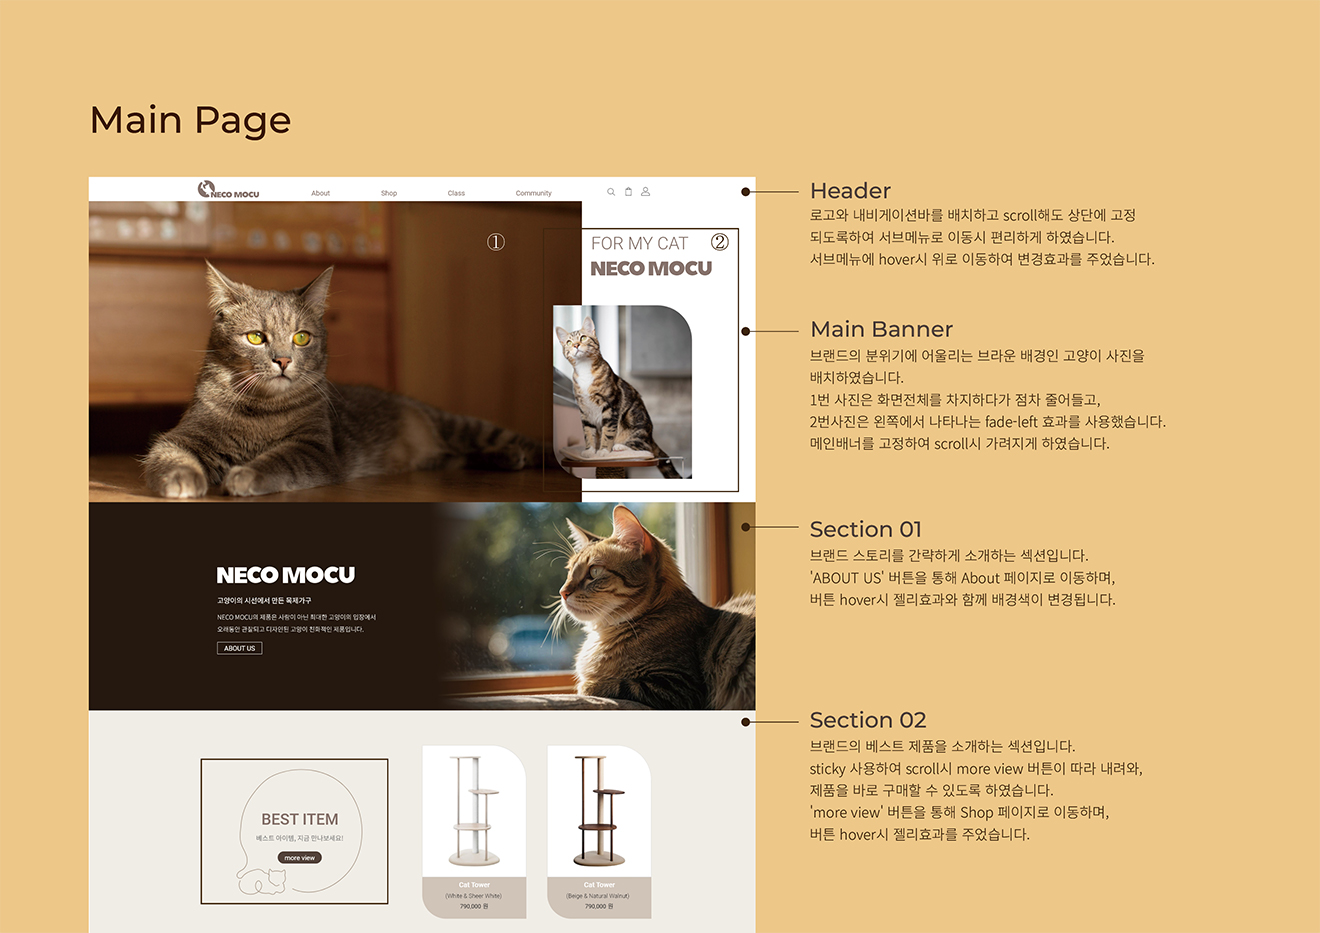 Main Page
NECO MOCU
About
Shop
Class
Community
①
FOR MY CAT
②
NECO MOCU
Header
로고와 내비게이션바를 배치하고 scroll해도 상단에 고정
되도록하여 서브메뉴로 이동시 편리하게 하였습니다.
서브메뉴에 hover시 위로 이동하여 변경효과를 주었습니다.
Main Banner
브랜드의 분위기에 어울리는 브라운 배경인 고양이 사진을
배치하였습니다.
1번 사진은 화면전체를 차지하다가 점차 줄어들고,
2번사진은 왼쪽에서 나타나는 fade-left 효과를 사용했습니다.
메인배너를 고정하여 scroll시 가려지게 하였습니다.
NECO MOCU
고양이의 시선에서 만든 목제가구
NECO MOCU의 제품은 사람이 아닌 최대한 고양이의 입장에서
오래동안 관찰되고 디자인된 고양이 친화적인 제품입니다.
ABOUT US
Section 01
브랜드 스토리를 간략하게 소개하는 섹션입니다.
'ABOUT US' 버튼을 통해 About 페이지로 이동하며,
버튼 hover시 젤리효과와 함께 배경색이 변경됩니다.
BEST ITEM
베스트 아이템, 지금 만나보세요!
more view
Cat Tower
(White & Sheer White)
790,000 원
Cat Tower
(Beige & Natural Walnut)
790,000 원
Section 02
브랜드의 베스트 제품을 소개하는 섹션입니다.
sticky 사용하여 scroll시 more view 버튼이 따라 내려와,
제품을 바로 구매할 수 있도록 하였습니다.
'more view' 버튼을 통해 Shop 페이지로 이동하며,
버튼 hover시 젤리효과를 주었습니다.